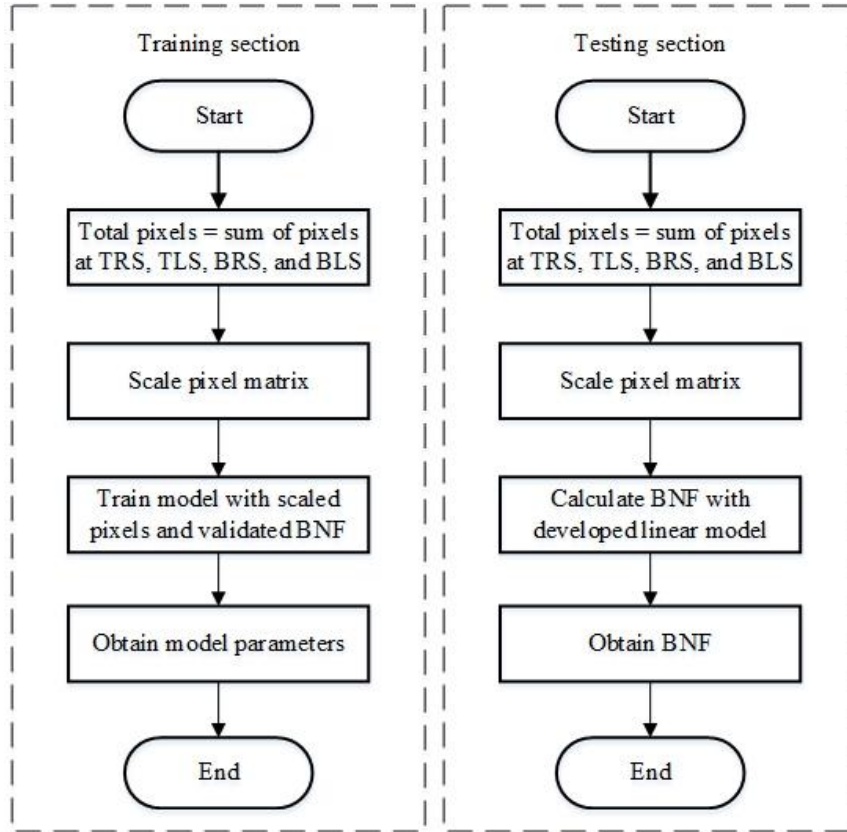 Training section
Start
Total pixels = sum of pixels
at TRS, TLS, BRS, and BLS
Scale pixel matrix
Train model with scaled
pixels and validated BNF
Obtain model parameters
End
Testing section
Start
Total pixels = sum of pixels
at TRS, TLS, BRS, and BLS
Scale pixel matrix
Calculate BNF with
developed linear model
Obtain BNF
End